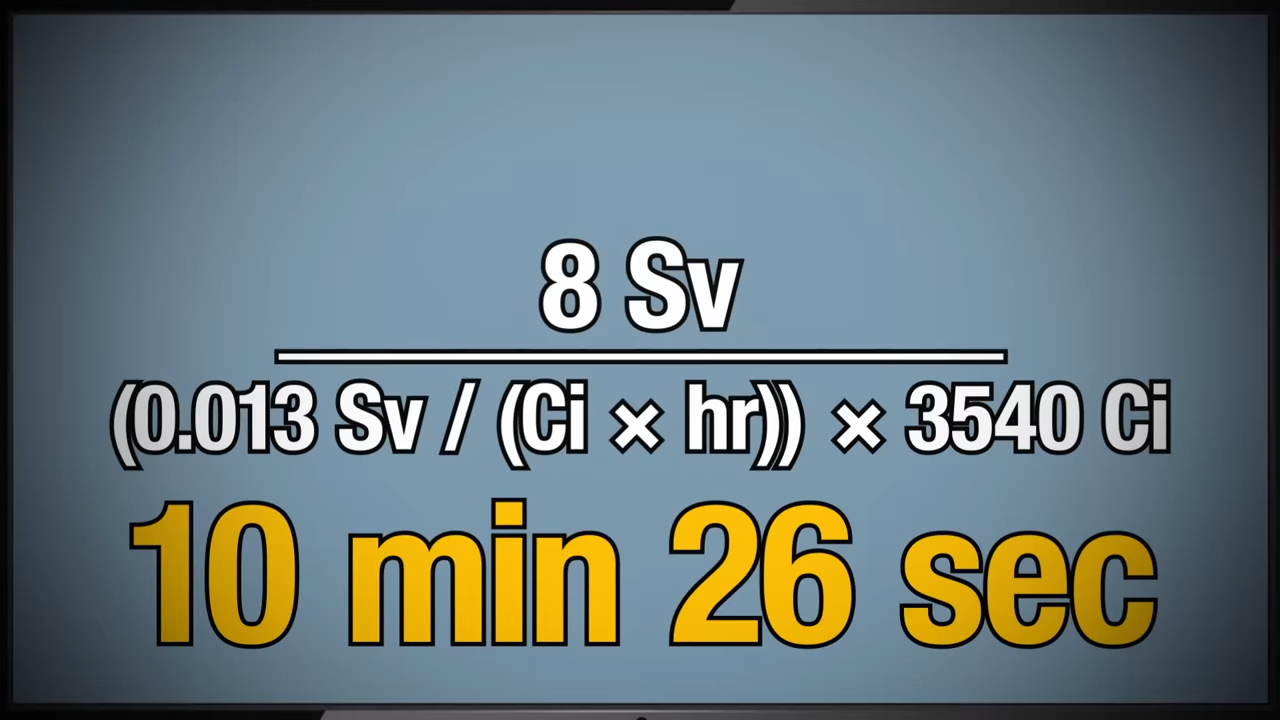 8 Sv
(0.013 Sv / (Ci × hr)) × 3540 Ci
10 min 26 sec